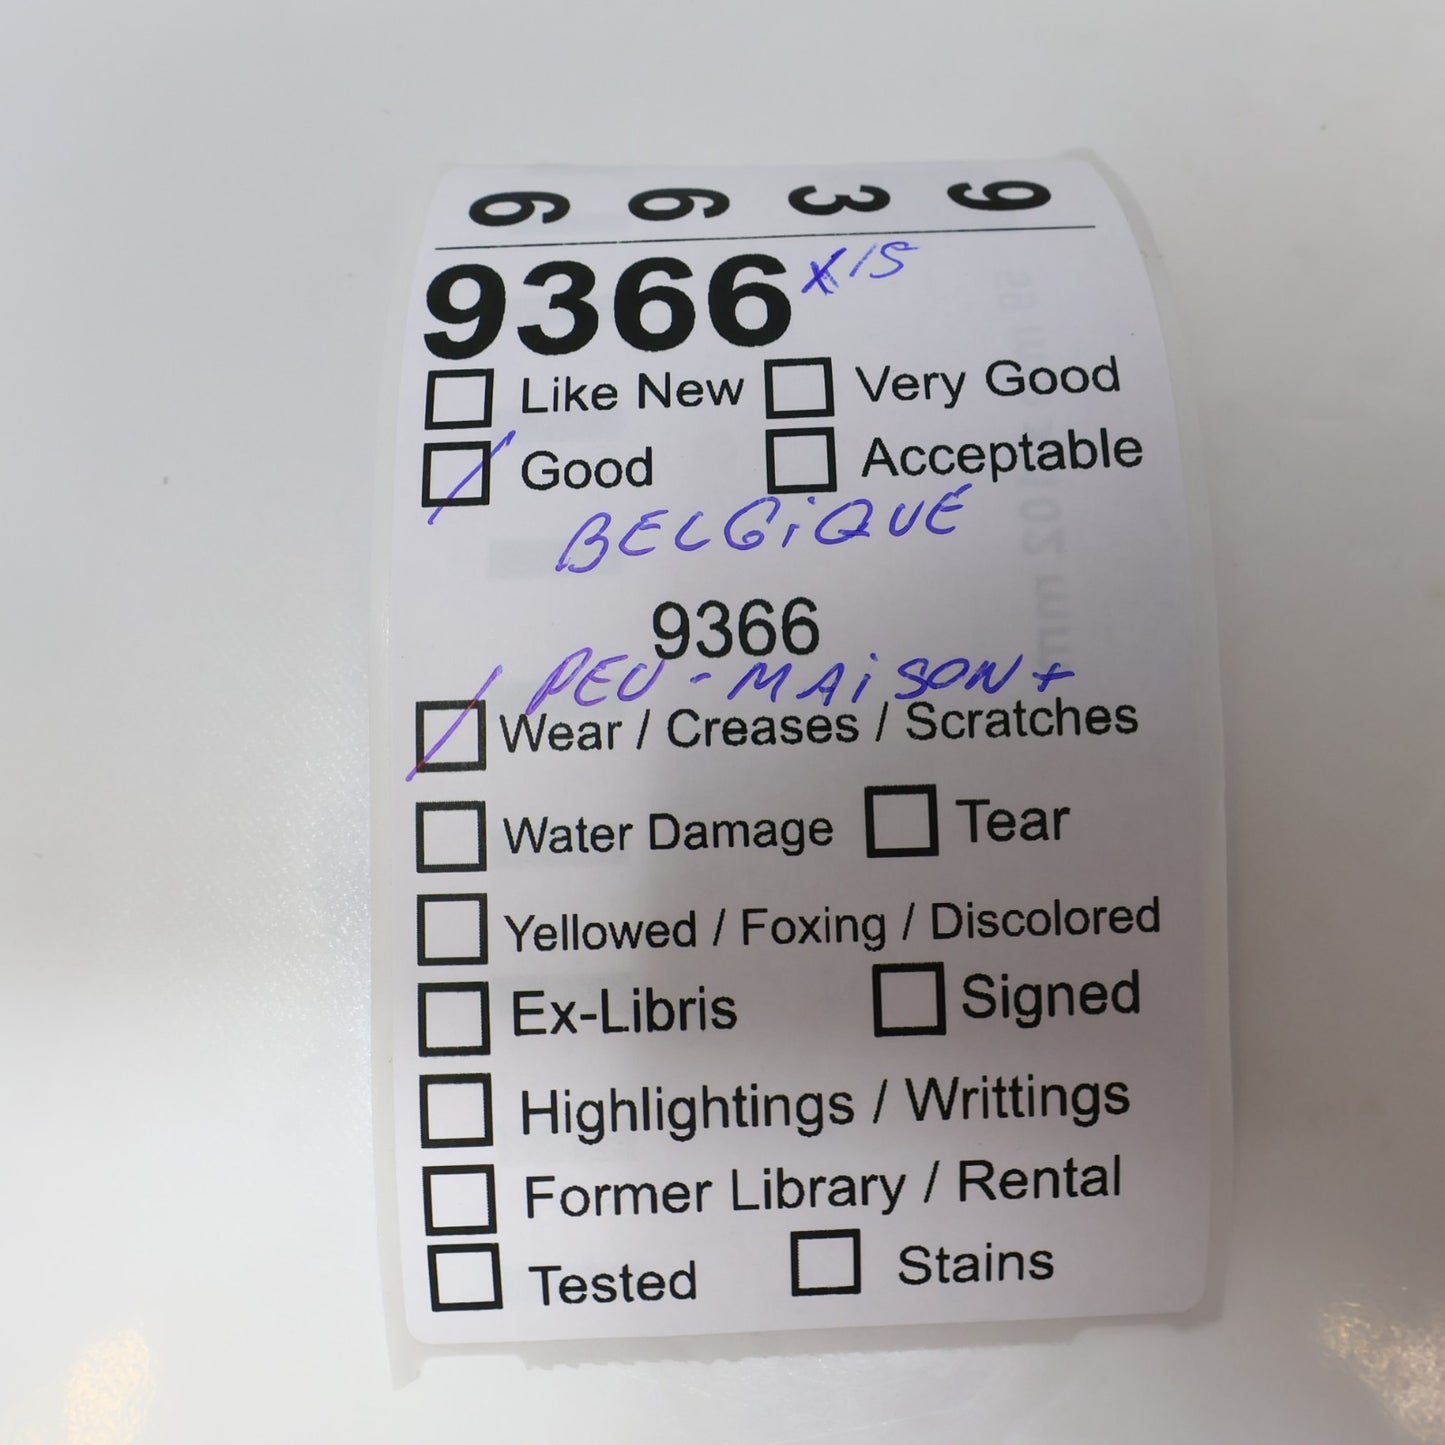 9 3 6 6
9366 x15
Like New Very Good
Good Acceptable
BELGiQUE
9366
PEU - MAiSON +
Wear / Creases / Scratches
Water Damage Tear
Yellowed / Foxing / Discolored
Ex-Libris Signed
Highlightings / Writtings
Former Library / Rental
Tested Stains